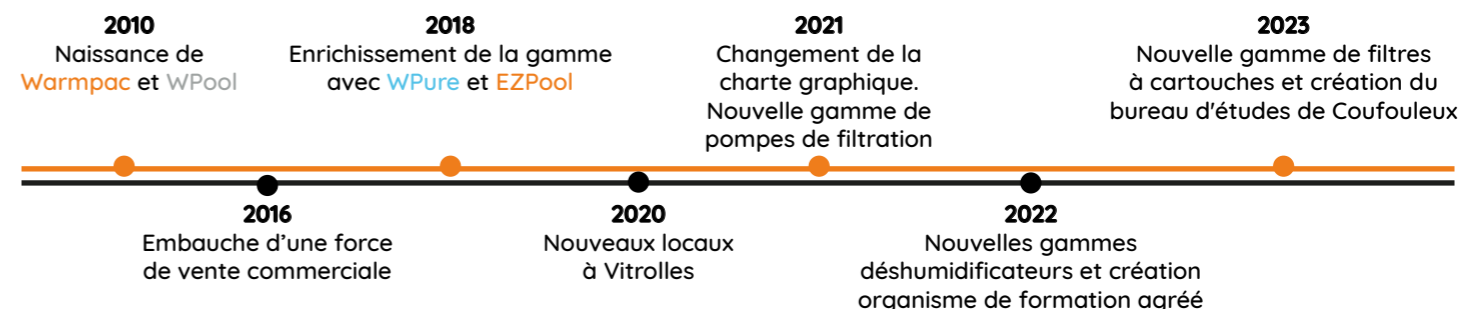 2010
Naissance de
Warmpac et WPool
2016
Embauche d’une force
de vente commerciale
2018
Enrichissement de la gamme
avec WPure et EZPool
2020
Nouveaux locaux
à Vitrolles
2021
Changement de la
charte graphique.
Nouvelle gamme de
pompes de filtration
2022
Nouvelles gammes
déshumidificateurs et création
organisme de formation agréé
2023
Nouvelle gamme de filtres
à cartouches et création du
bureau d'études de Coufouleux